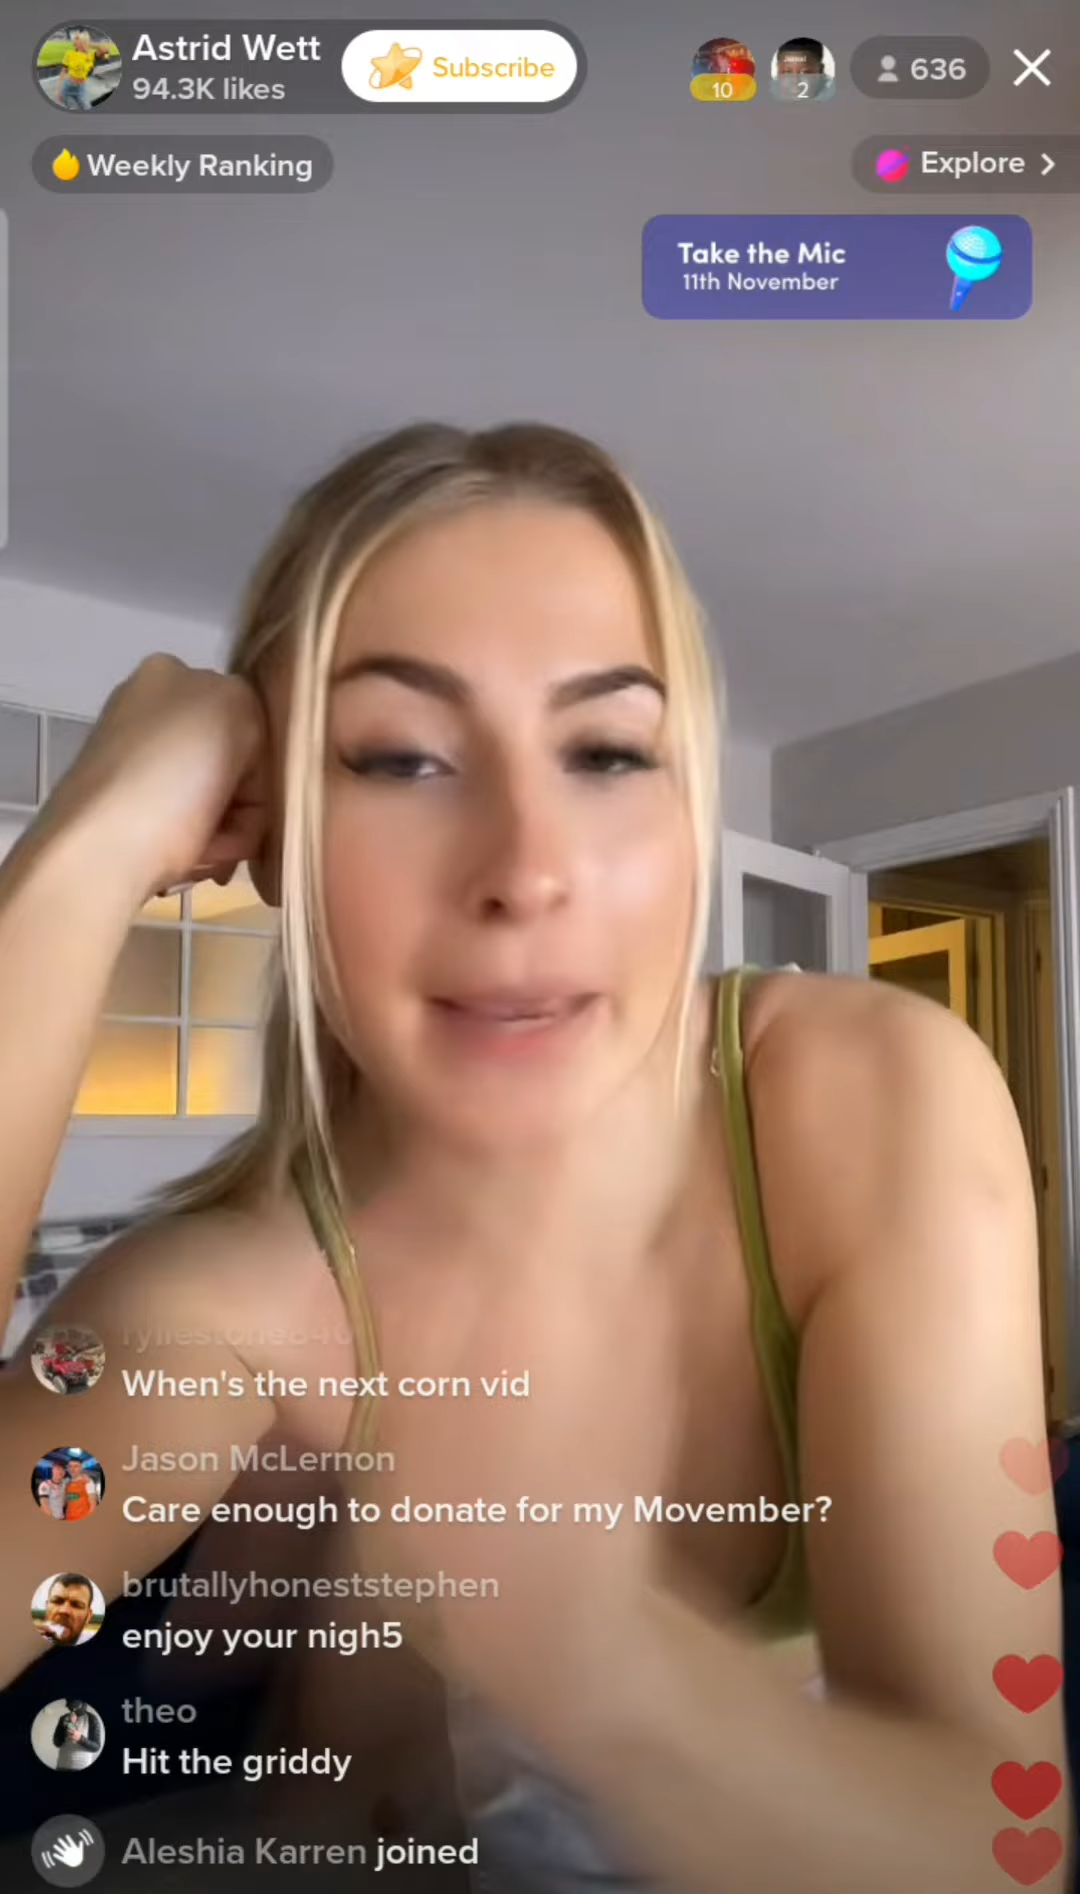 Astrid Wett
94.3K likes
Subscribe
10
2
636
Weekly Ranking
Explore
Take the Mic
11th November
When's the next corn vid
Jason McLernon
Care enough to donate for my Movember?
brutallyhoneststephen
enjoy your nigh5
theo
Hit the griddy
Aleshia Karren joined